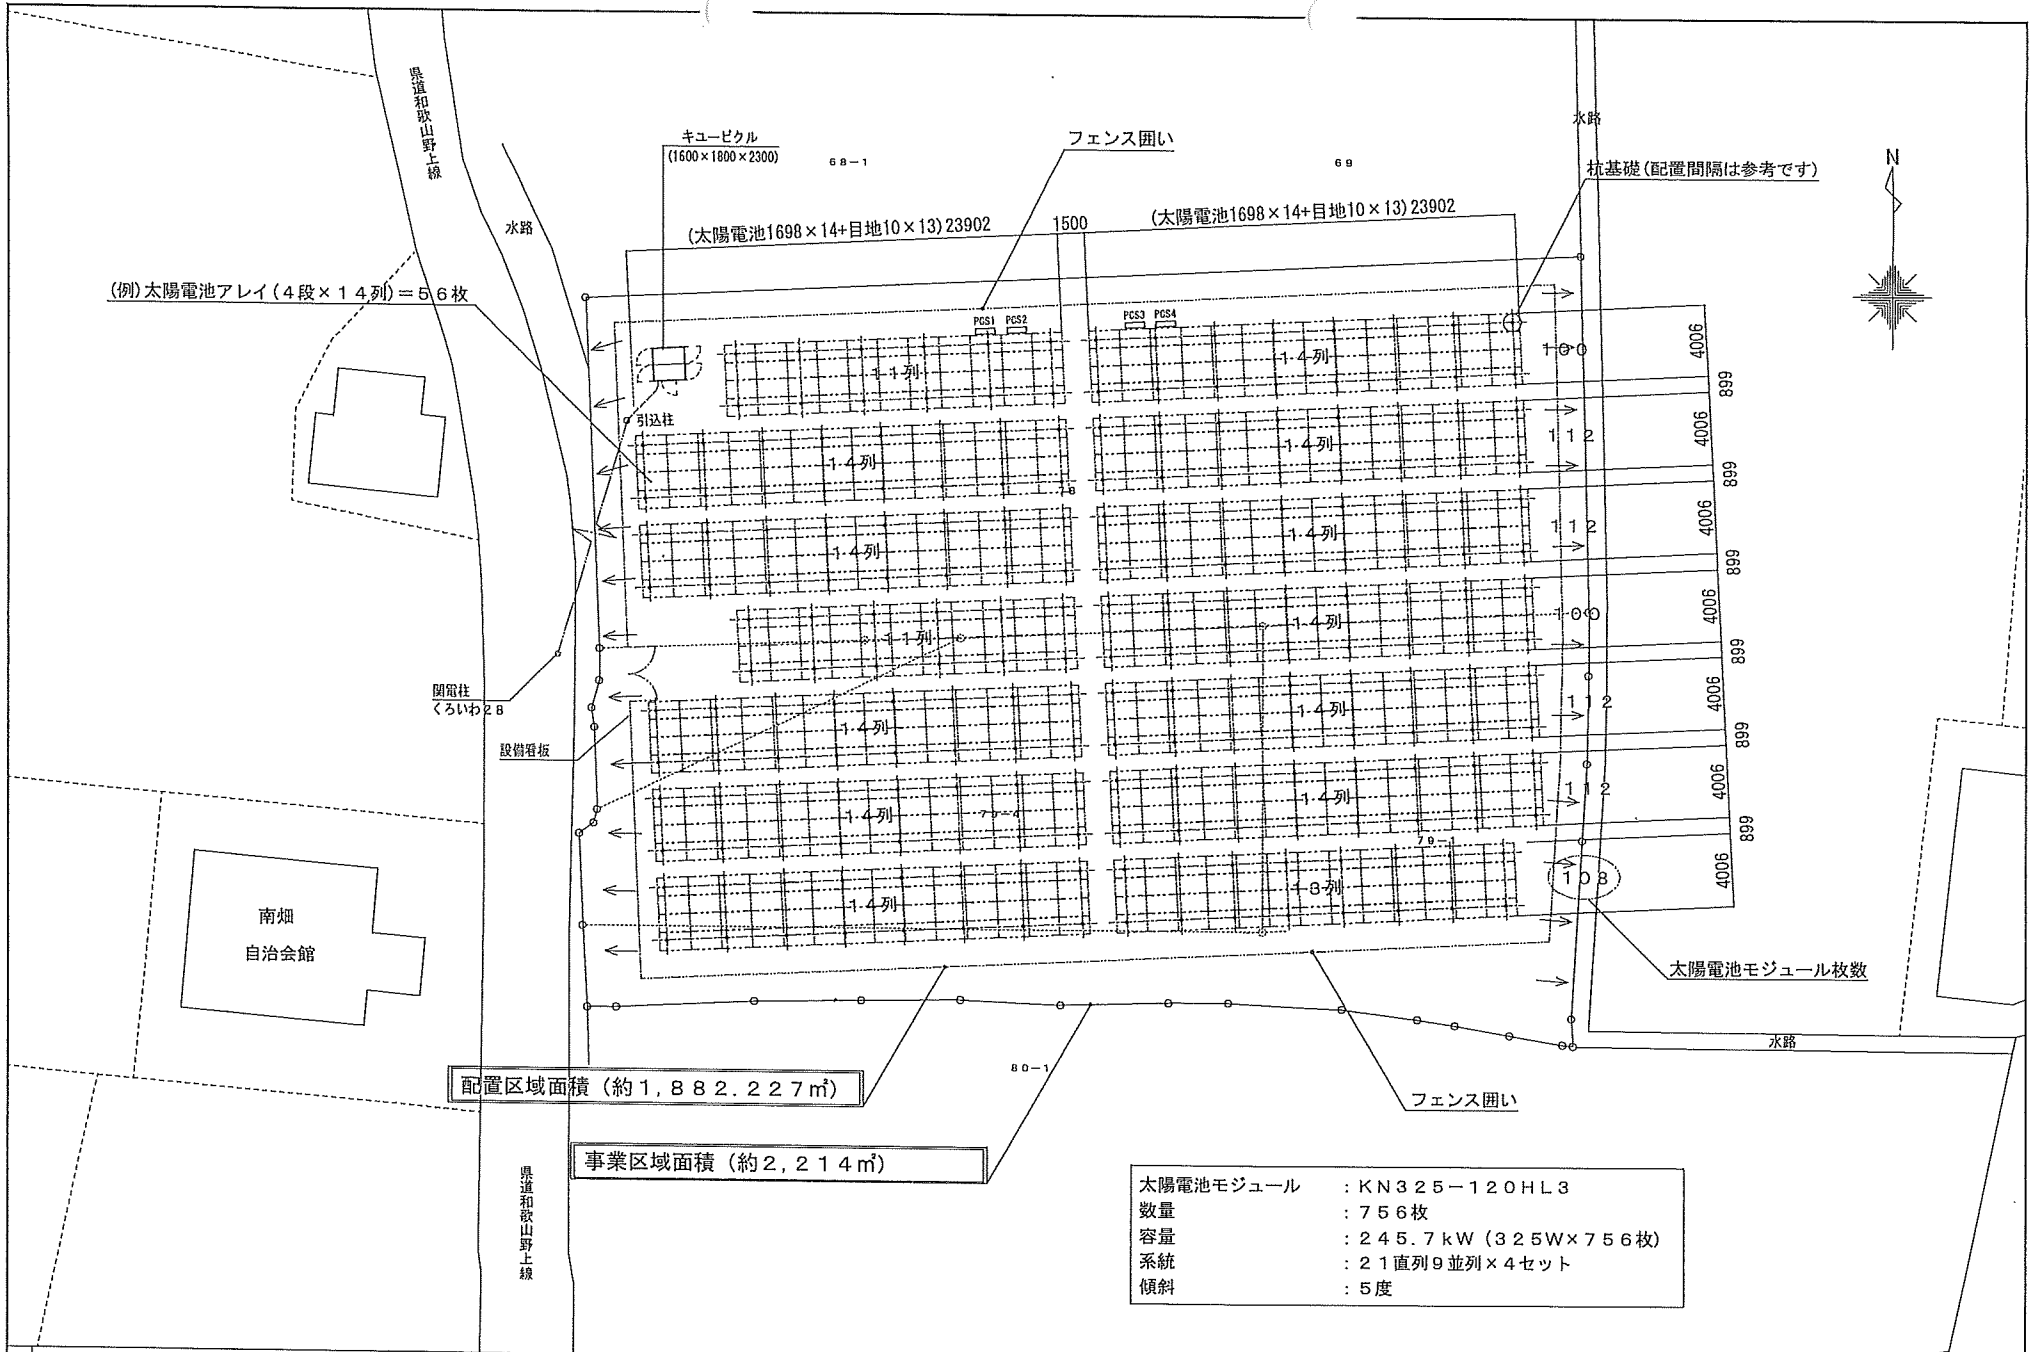 県道和歌山野上線
水路
キュービクル
(1600×1800×2300)
68-1
フェンス囲い
69
水路
杭基礎(配置間隔は参考です)
N
(太陽電池1698×14+目地10×13)23902
1500
(太陽電池1698×14+目地10×13)23902
(例)太陽電池アレイ(4段×14列)=56枚
PCS1
PCS2
PCS3
PCS4
11列
14列
100
4006
899
引込柱
14列
14列
112
4006
899
78
14列
14列
112
4006
899
11列
14列
100
4006
899
関電柱
くろいわ28
設備看板
14列
14列
112
4006
899
14列
79-4
14列
112
4006
899
79-1
14列
13列
108
4006
南畑
自治会館
太陽電池モジュール枚数
水路
80-1
配置区域面積(約1,882.227㎡)
フェンス囲い
事業区域面積(約2,214㎡)
県道和歌山野上線
太陽電池モジュール :KN325-120HL3
数量 :756枚
容量 :245.7kW(325W×756枚)
系統 :21直列9並列×4セット
傾斜 :5度